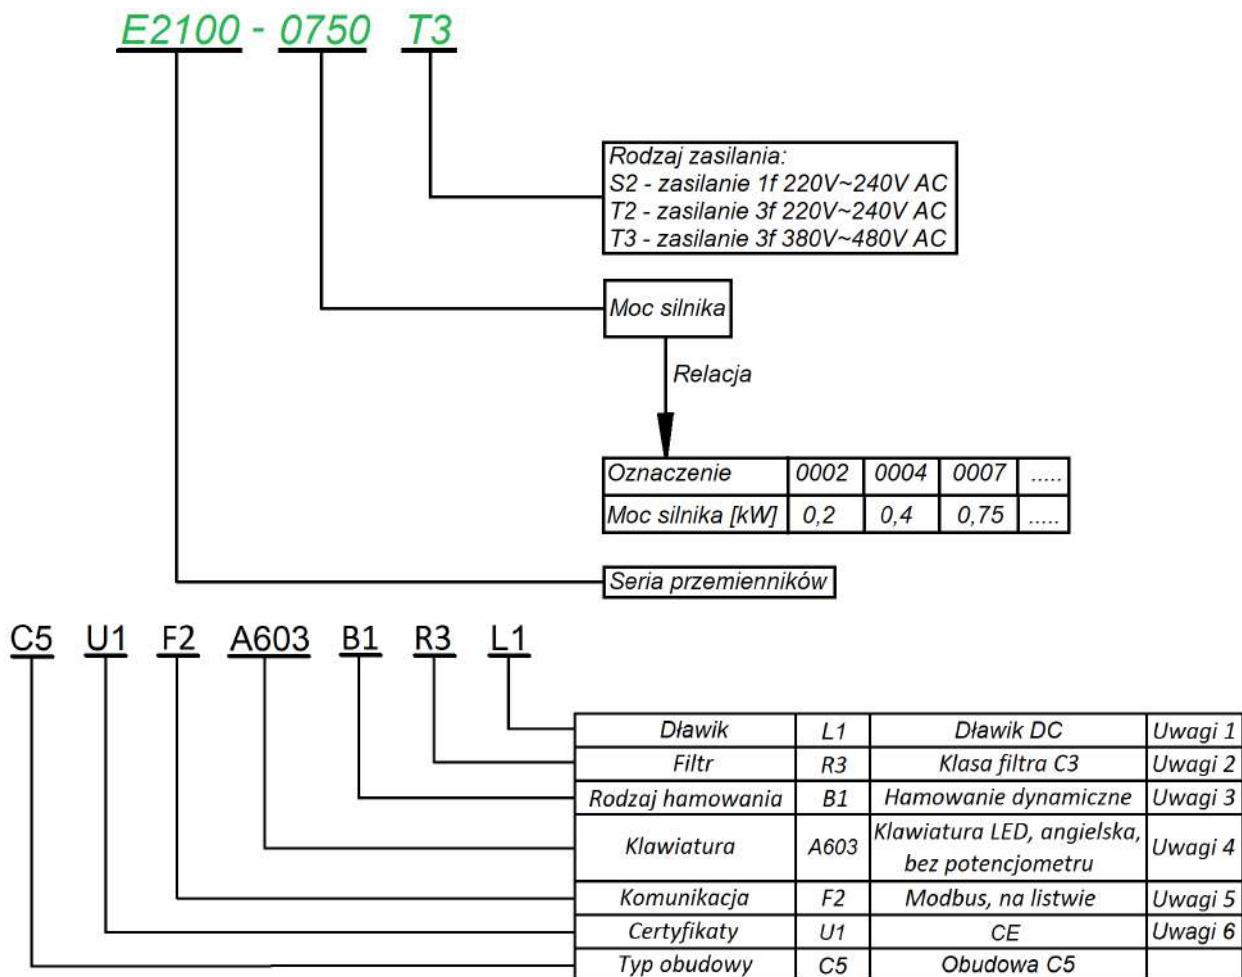 E2100 - 0750 T3
Rodzaj zasilania:
S2 - zasilanie 1f 220V~240V AC
T2 - zasilanie 3f 220V~240V AC
T3 - zasilanie 3f 380V~480V AC
Moc silnika
Relacja
Oznaczenie 0002 0004 0007 .....
Moc silnika [kW] 0,2 0,4 0,75 .....
Seria przemienników
C5 U1 F2 A603 B1 R3 L1
Dławik L1 Dławik DC Uwagi 1
Filtr R3 Klasa filtra C3 Uwagi 2
Rodzaj hamowania B1 Hamowanie dynamiczne Uwagi 3
Klawiatura A603 Klawiatura LED, angielska, Uwagi 4
bez potencjometru
Komunikacja F2 Modbus, na listwie Uwagi 5
Certyfikaty U1 CE Uwagi 6
Typ obudowy C5 Obudowa C5